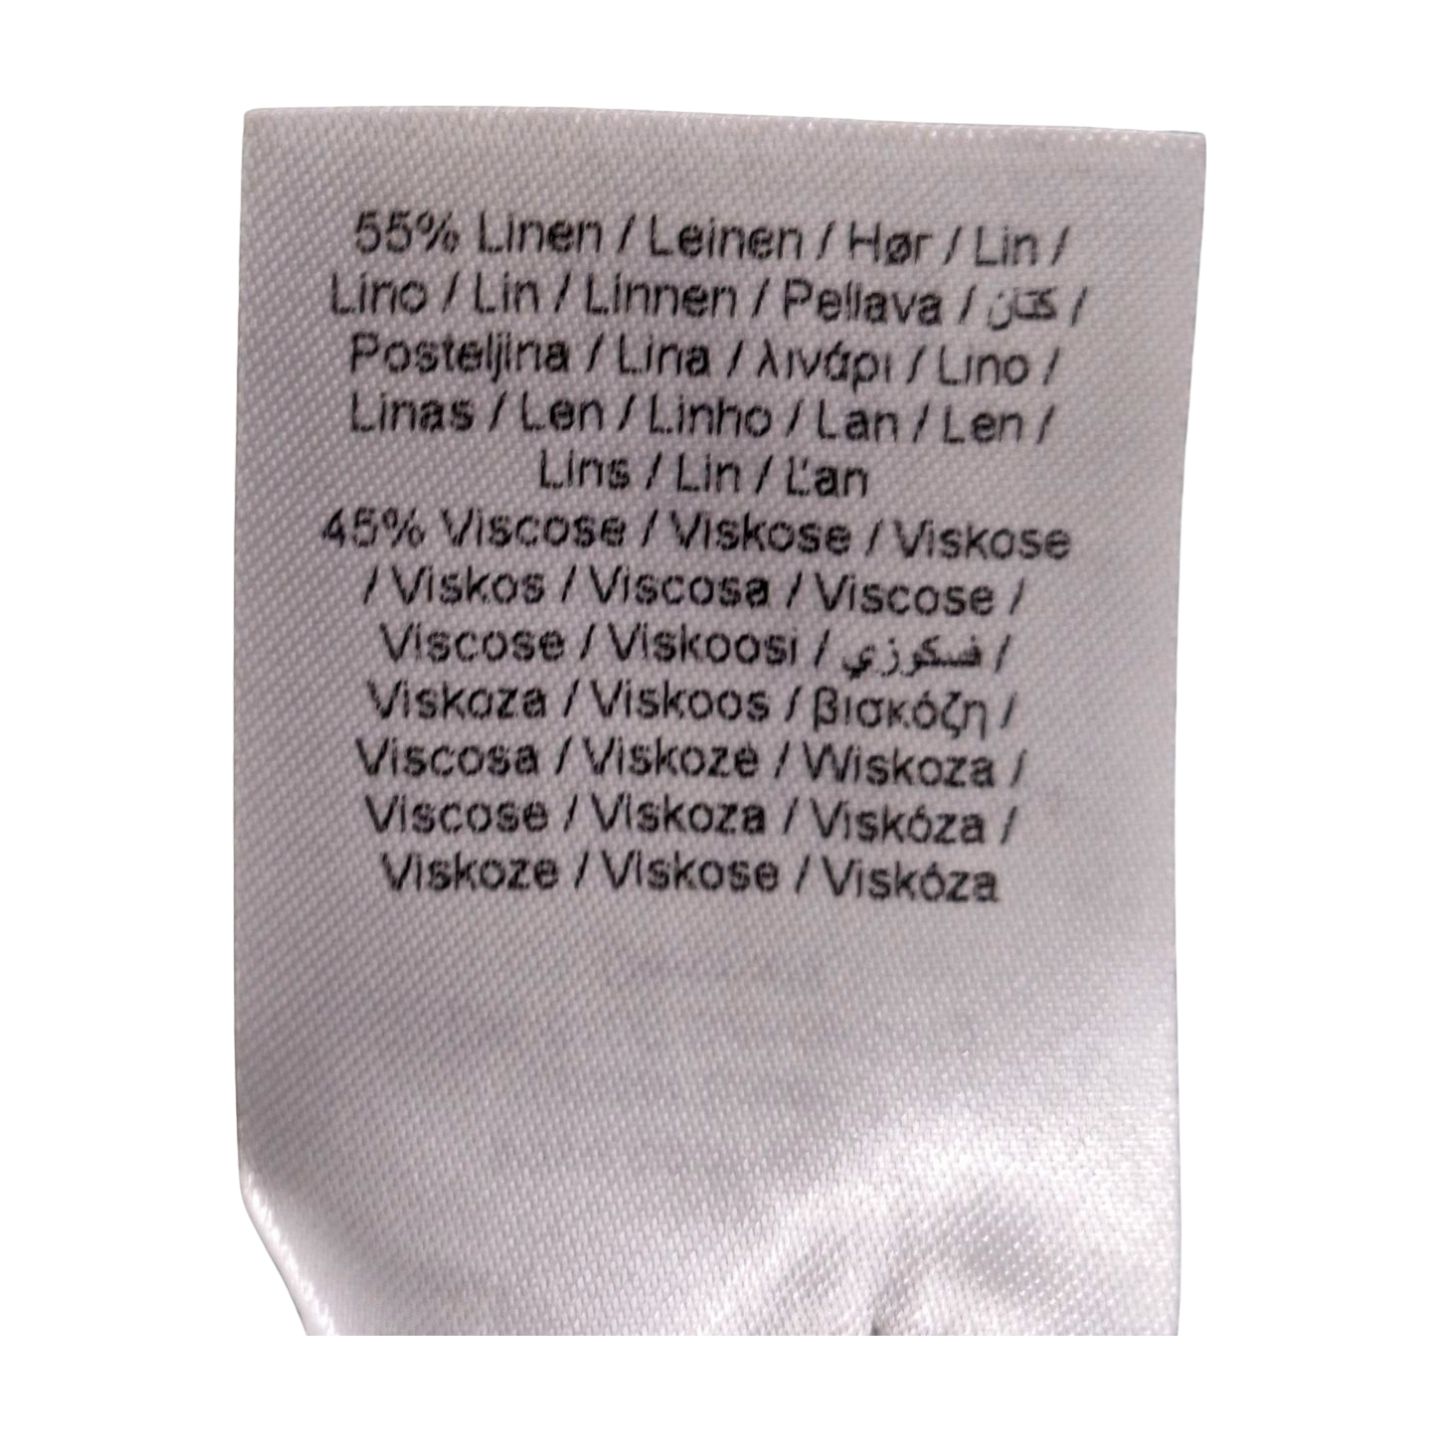 55% Linen / Leinen / Hør / Lin /
Lino / Lin / Linnen / Pellava / كتان /
Posteljina / Lina / λινάρι / Lino /
Linas / Len / Linho / Lan / Len /
Lins / Lin / Ľan
45% Viscose / Viskose / Viskose
/ Viskos / Viscosa / Viscose /
Viscose / Viskoosi / فسكوزي /
Viskoza / Viskoos / βισκόζη /
Viscosa / Viskoze / Wiskoza /
Viscose / Viskoza / Viskóza /
Viskoze / Viskose / Viskóza